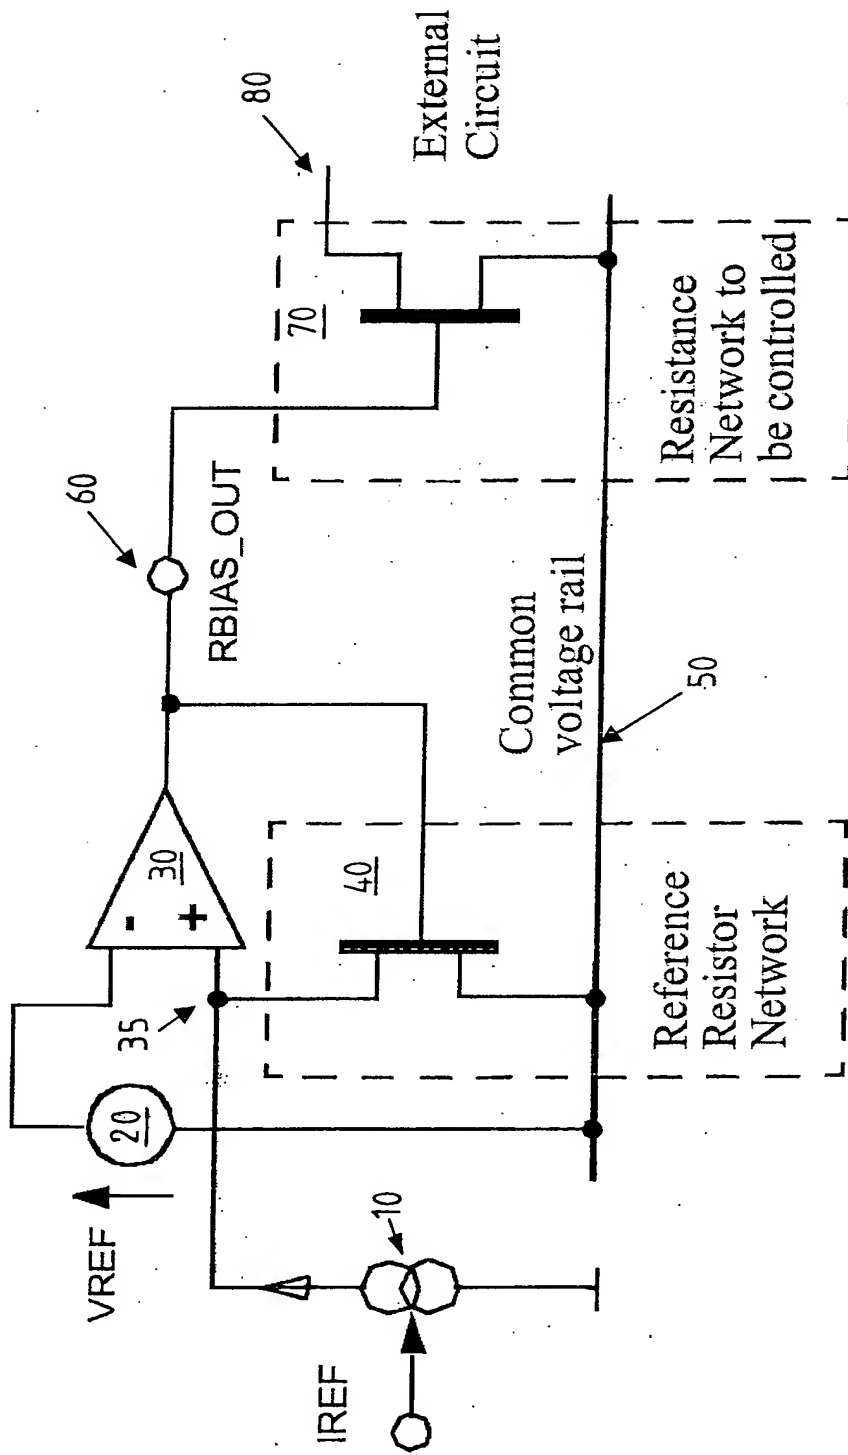 VREF
20
IREF
10
35
-
+
30
40
Reference
Resistor
Network
60
RBIAS_OUT
Common
voltage rail
50
70
80
External
Circuit
Resistance
Network to
be controlled